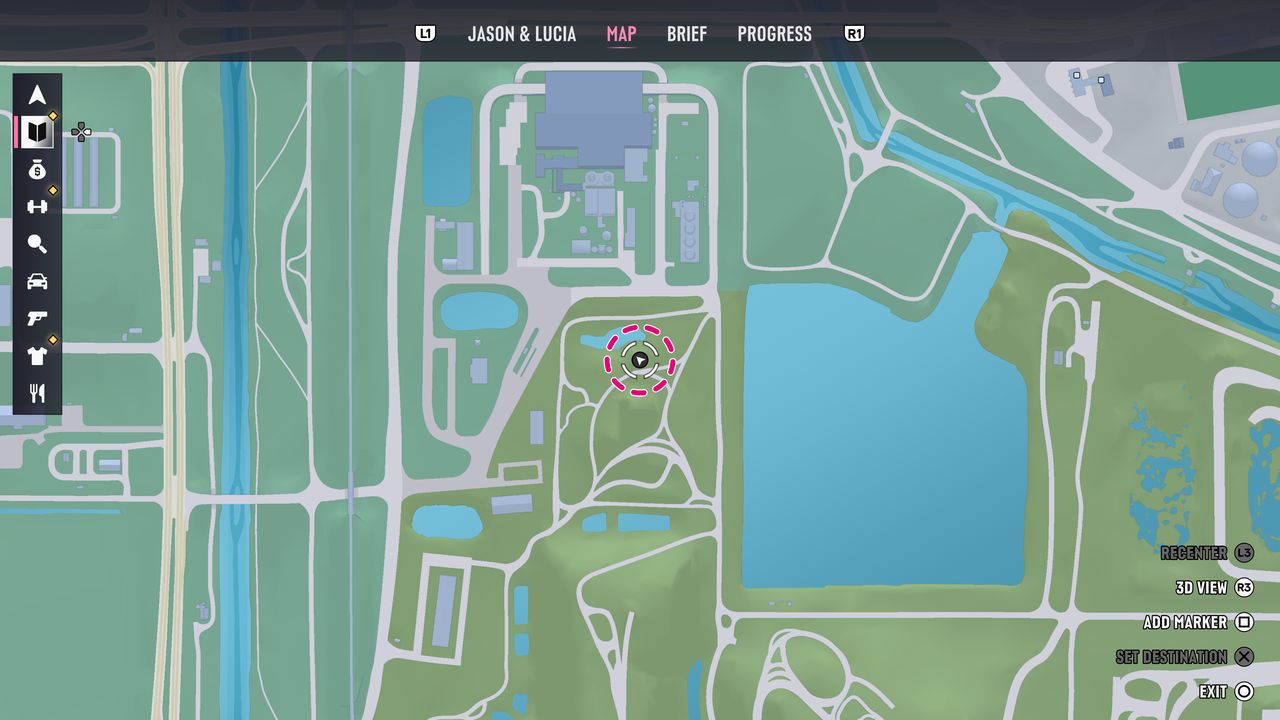 L1 JASON & LUCIA MAP BRIEF PROGRESS R1
$
RECENTER L3
3D VIEW R3
ADD MARKER
SET DESTINATION
EXIT